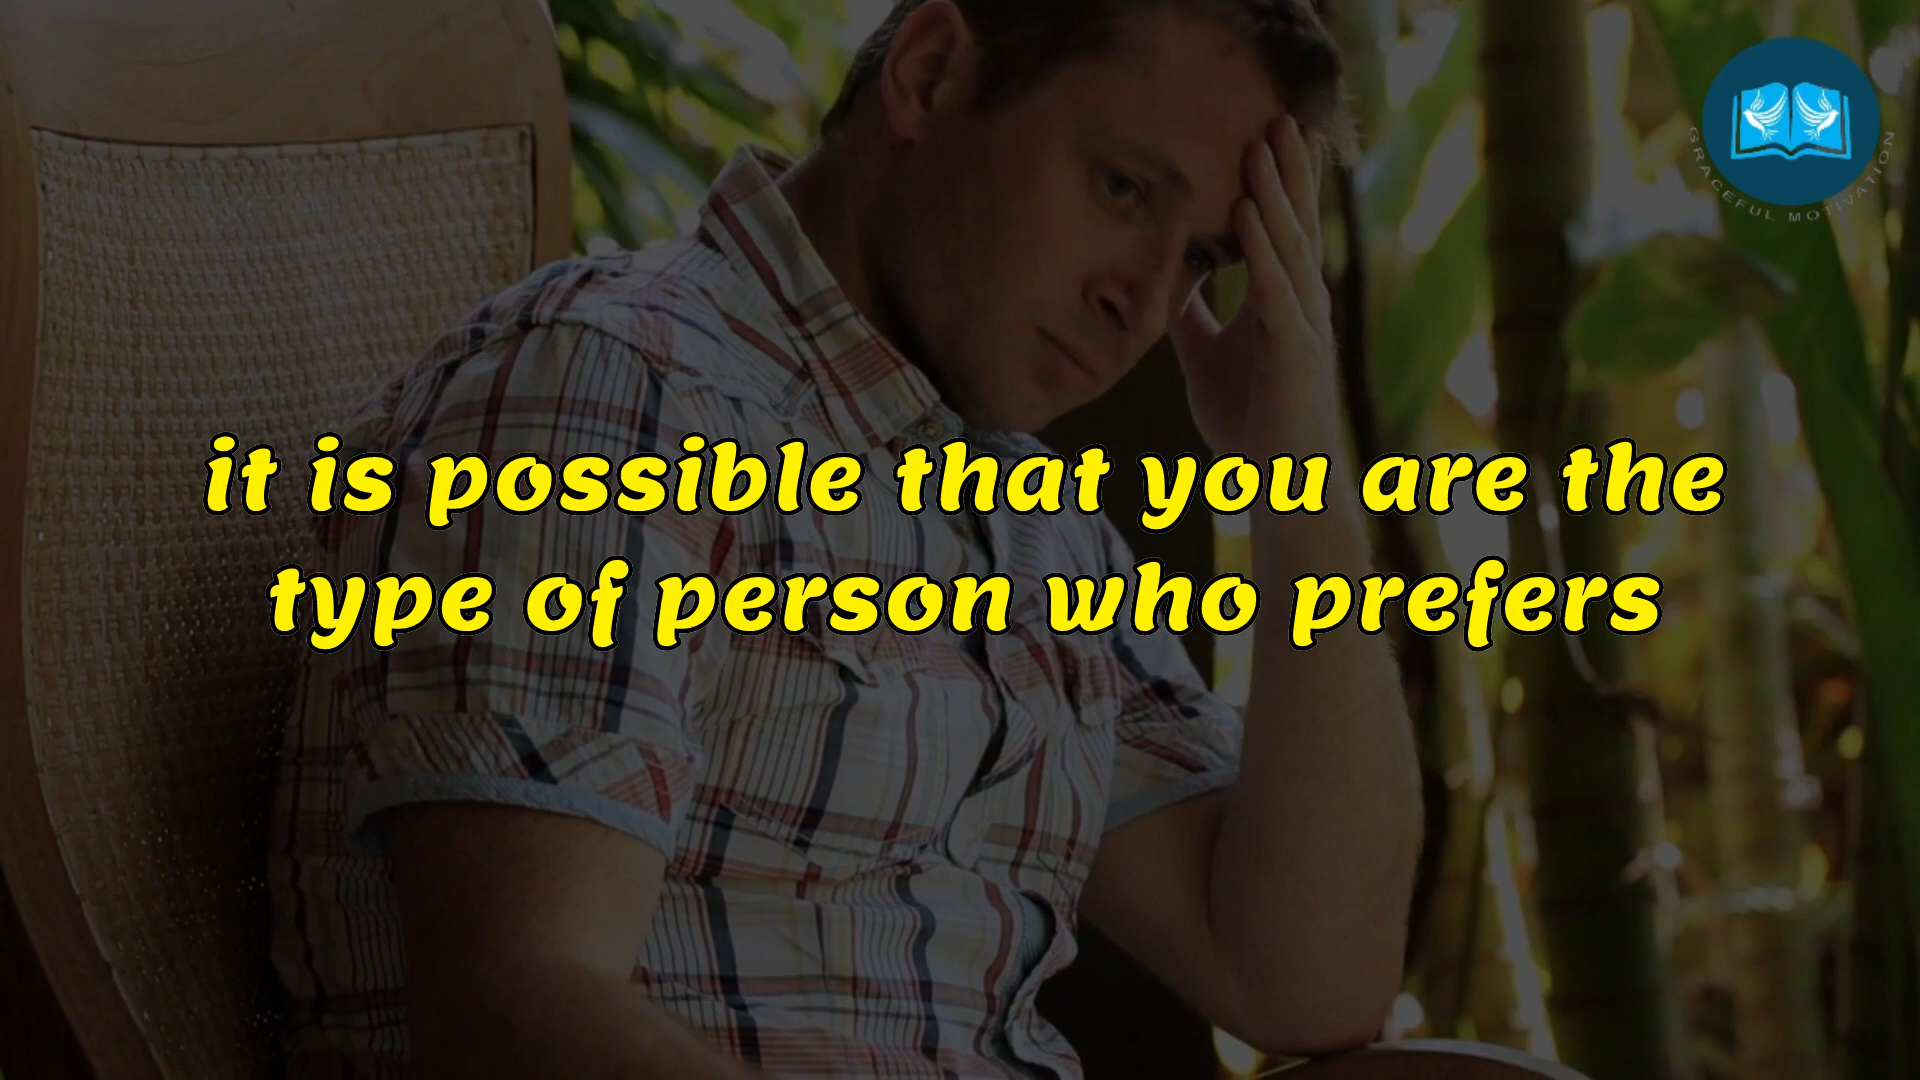 GRACEFUL MOTIVATION
it is possible that you are the
type of person who prefers